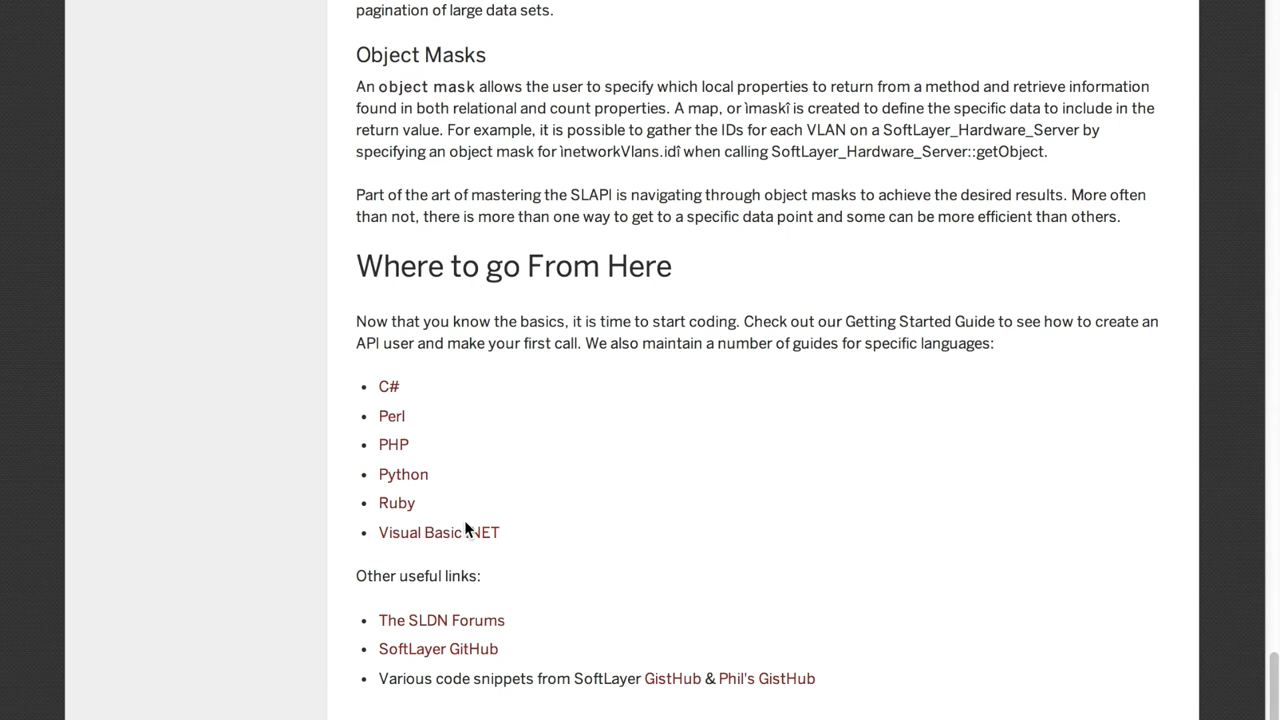 pagination of large data sets.
Object Masks
An object mask allows the user to specify which local properties to return from a method and retrieve information
found in both relational and count properties. A map, or ìmaskî is created to define the specific data to include in the
return value. For example, it is possible to gather the IDs for each VLAN on a SoftLayer_Hardware_Server by
specifying an object mask for ìnetworkVlans.idî when calling SoftLayer_Hardware_Server::getObject.
Part of the art of mastering the SLAPI is navigating through object masks to achieve the desired results. More often
than not, there is more than one way to get to a specific data point and some can be more efficient than others.
Where to go From Here
Now that you know the basics, it is time to start coding. Check out our Getting Started Guide to see how to create an
API user and make your first call. We also maintain a number of guides for specific languages:
• C#
• Perl
• PHP
• Python
• Ruby
• Visual Basic .NET
Other useful links:
• The SLDN Forums
• SoftLayer GitHub
• Various code snippets from SoftLayer GistHub & Phil's GistHub